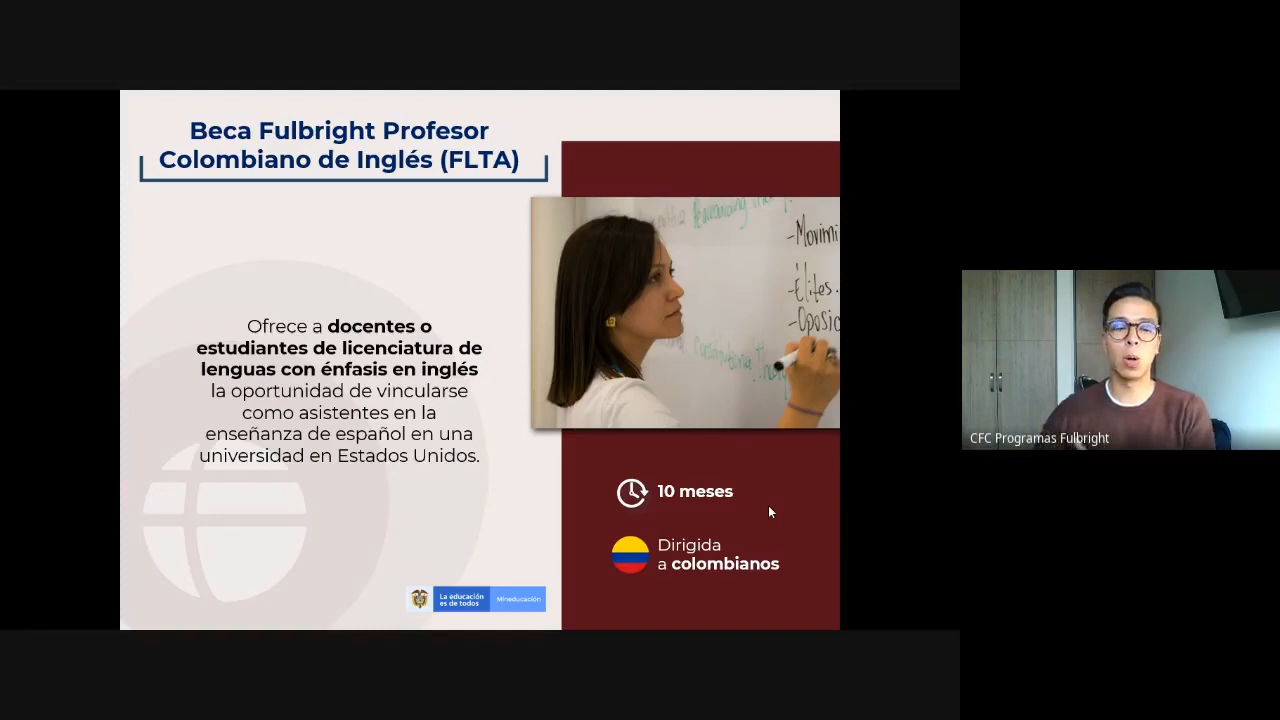 Beca Fulbright Profesor
Colombiano de Inglés (FLTA)
Ofrece a docentes o
estudiantes de licenciatura de
lenguas con énfasis en inglés
la oportunidad de vincularse
como asistentes en la
enseñanza de español en una
universidad en Estados Unidos.
-Movimi
-Élites.
-Oposic
10 meses
Dirigida
a colombianos
La educación
es de todos
Mineducación
CFC Programas Fulbright